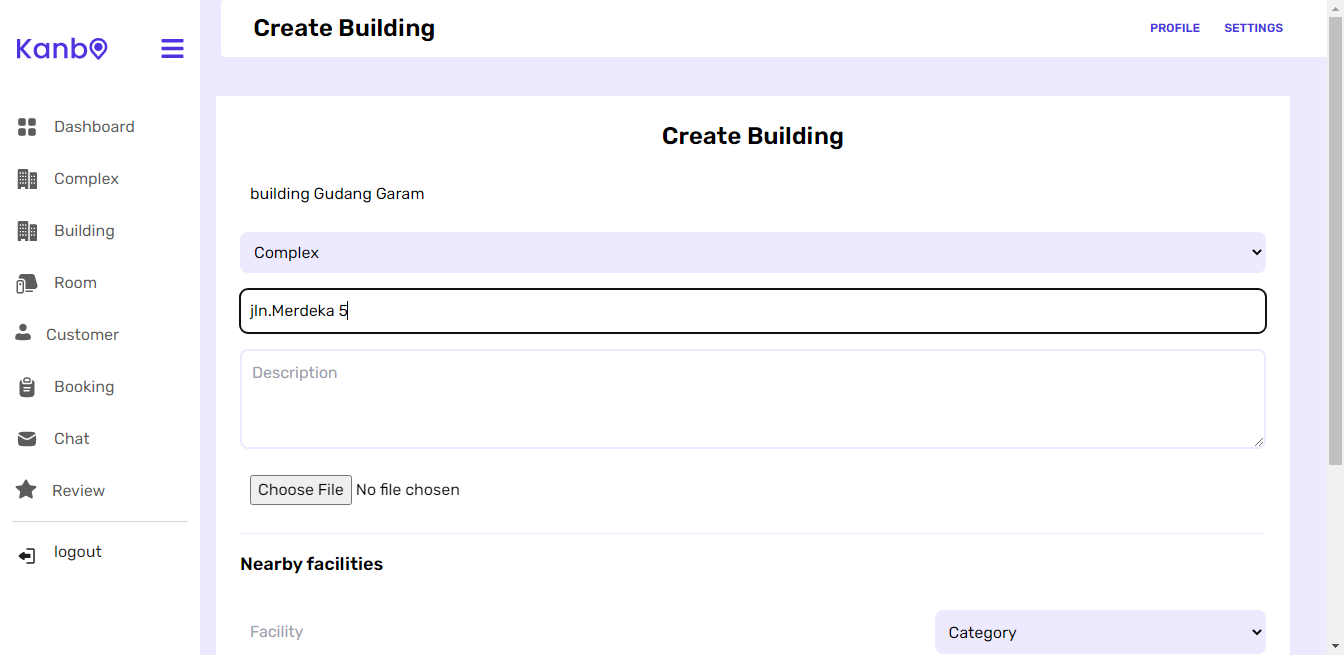 Kanbo
Dashboard
Complex
Building
Room
Customer
Booking
Chat
Review
logout
Create Building
PROFILE
SETTINGS
Create Building
building Gudang Garam
Complex
jln.Merdeka 5
Description
Choose File No file chosen
Nearby facilities
Facility
Category